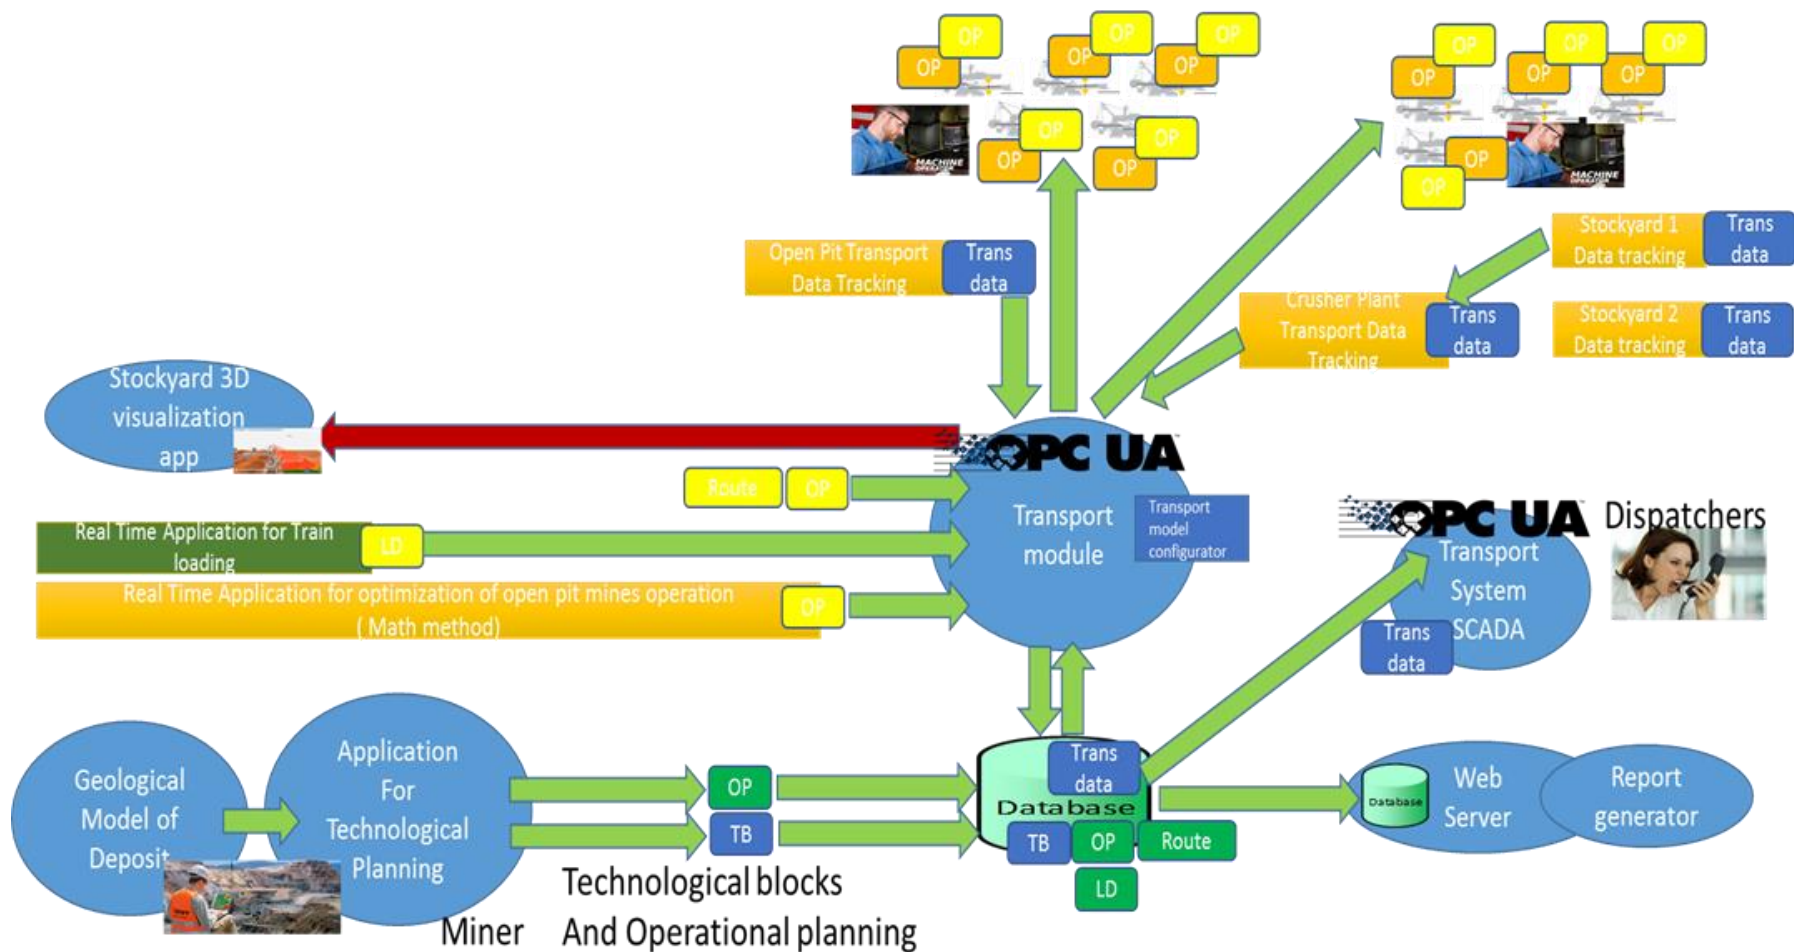 OP
OP
OP
OP
OP
OP
OP
OP
OP
OP
MACHINE
OPERATOR
OP
OP
OP
OP
OP
OP
OP
OP
MACHINE
OPERATOR
Open Pit Transport
Data Tracking
Trans
data
Stockyard 1
Data tracking
Trans
data
Crusher Plant
Transport Data
Tracking
Trans
data
Stockyard 2
Data tracking
Trans
data
Stockyard 3D
visualization
app
OPC UA
Route
OP
Transport
module
Transport
model
configurator
Real Time Application for Train
loading
LD
Real Time Application for optimization of open pit mines operation
( Math method)
OP
OPC UA
Dispatchers
Transport
System
SCADA
Trans
data
Geological
Model of
Deposit
Application
For
Technological
Planning
OP
TB
Trans
data
Database
TB
OP
Route
LD
Database
Web
Server
Report
generator
Technological blocks
And Operational planning
Miner